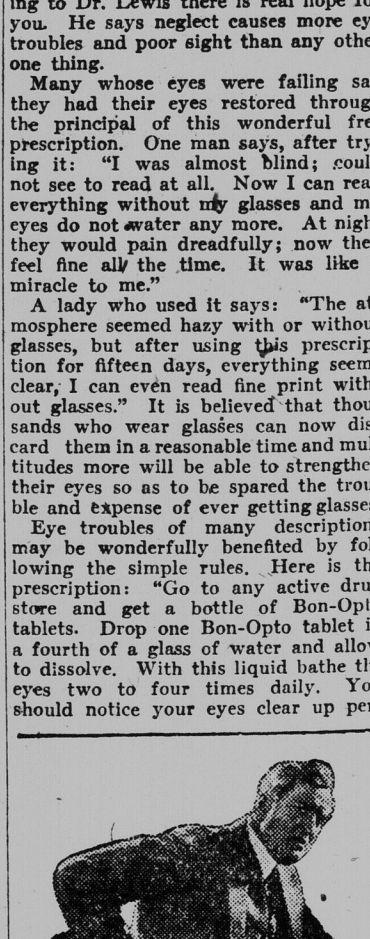 ing to Dr. Lewis there is real hope fo
you. He says neglect causes more ey
troubles and poor sight than any othe
one thing.
Many whose eyes were failing sa
they had their eyes restored throug
the principal of this wonderful fre
prescription. One man says, after try
ing it: "I was almost blind; coul
not see to read at all. Now I can rea
everything without my glasses and m
eyes do not water any more. At nigh
they would pain dreadfully; now the
feel fine all the time. It was like
miracle to me."
A lady who used it says: "The at
mosphere seemed hazy with or withou
glasses, but after using this prescrip
tion for fifteen days, everything seem
clear, I can even read fine print with
out glasses." It is believed that thou
sands who wear glasses can now dis
card them in a reasonable time and mul
titudes more will be able to strengthe
their eyes so as to be spared the trou
ble and expense of ever getting glasse
Eye troubles of many description
may be wonderfully benefited by fol
lowing the simple rules. Here is th
prescription: "Go to any active dru
store and get a bottle of Bon-Opt
tablets. Drop one Bon-Opto tablet i
a fourth of a glass of water and allow
to dissolve. With this liquid bathe th
eyes two to four times daily. Yo
should notice your eyes clear up per